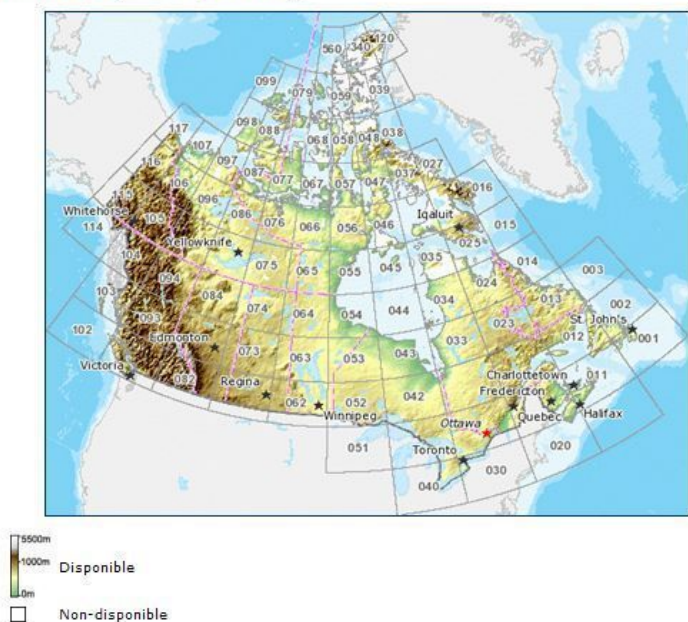 560 340 120
099 079 059 039
098 088 068 058 048 038
117 107 097 087 077 067 057 047 037 027
116 106 096 086 076 066 056 046 Iqaluit 016
Whitehorse 105 015
114 Yellowknife 025
104 075 065 055 045 035 014
103 094 084 024 003
102 093 074 064 054 044 034 013 002
Edmonton 023 St. John's
073 063 053 043 033 012 001
Victoria 082 Regina Charlottetown 011
062 052 042 Fredericton
Winnipeg Ottawa Quebec Halifax
051 Toronto 020
040 030
5500m
1000m
0m
Disponible
Non-disponible